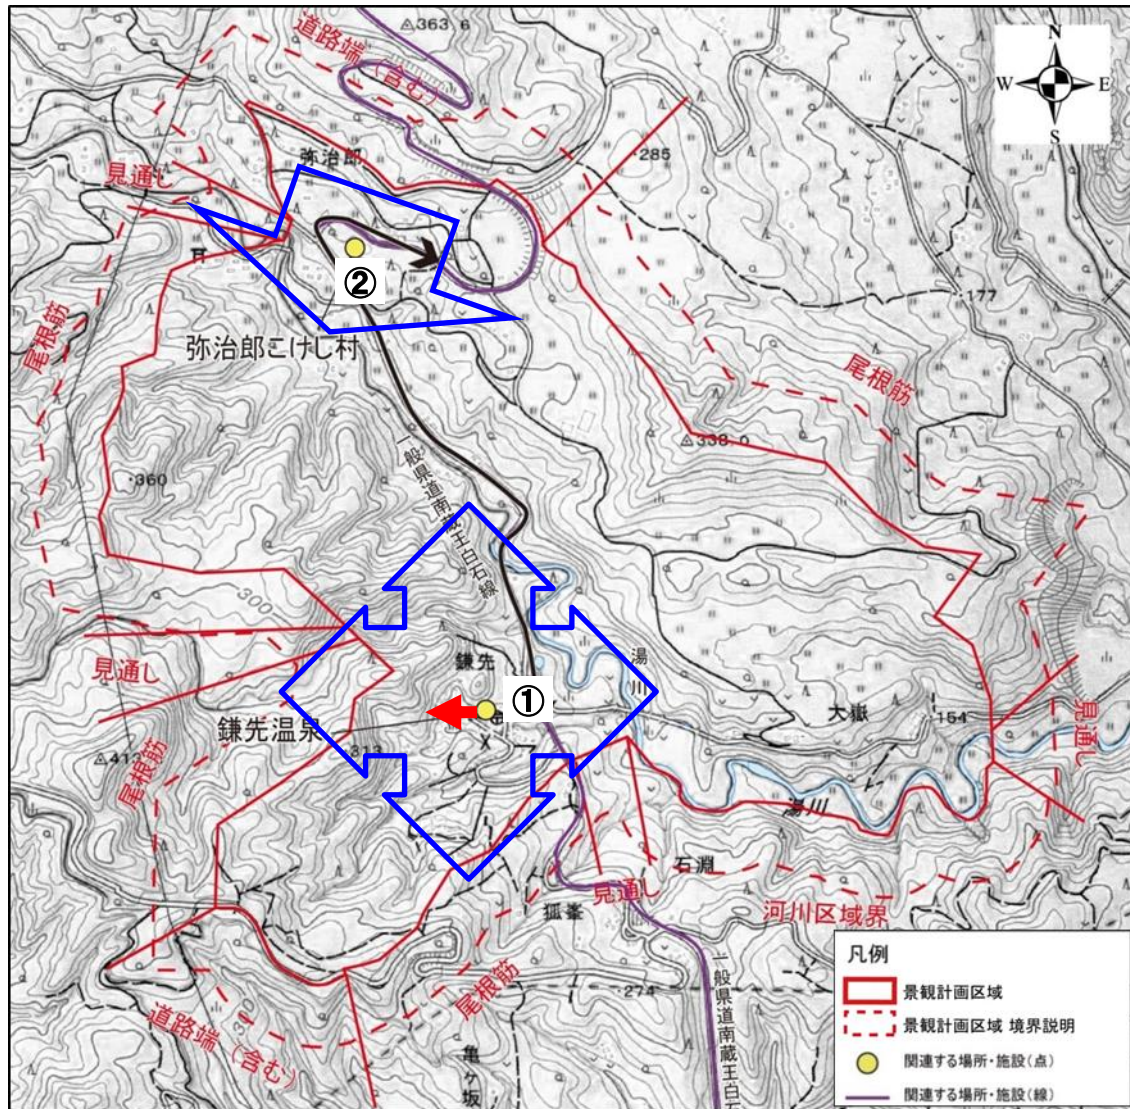 363.6
道路端(含む)
N
W
E
S
285
弥治郎
見通し
②
177
尾根筋
弥治郎こけし村
尾根筋
338.0
360
一般県道南蔵王白石線
300
見通し
鎌先
湯川
①
大嶽
154
鎌先温泉
313
413
見通し
尾根筋
湯川
石淵
見通し
狐峯
河川区域界
尾根筋
274
一般県道南蔵王白石
道路端(含む)
亀ヶ坂
凡例
景観計画区域
景観計画区域 境界説明
関連する場所・施設(点)
関連する場所・施設(線)